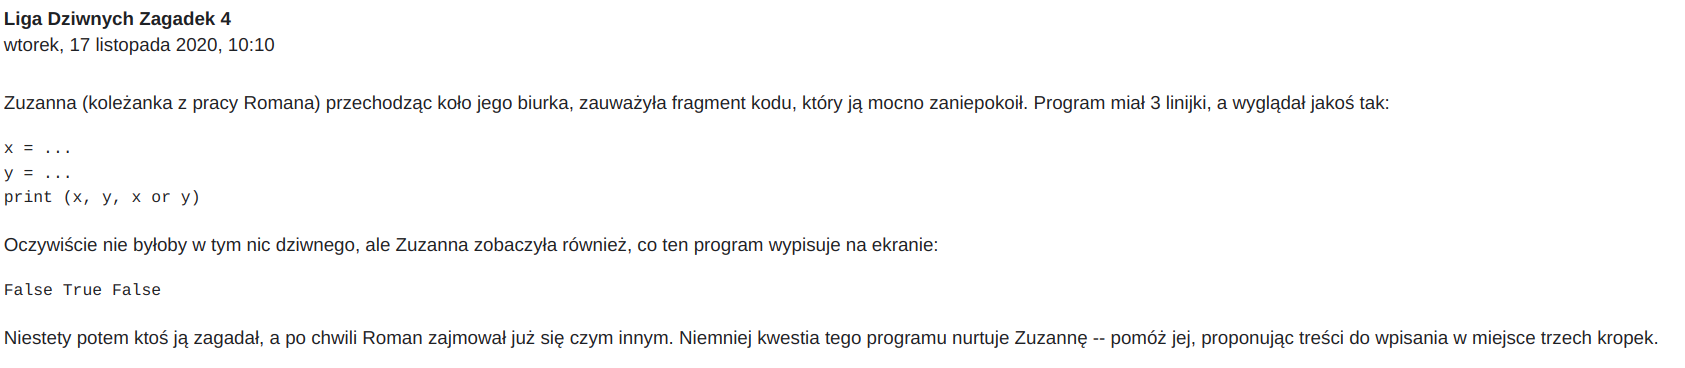 Liga Dziwnych Zagadek 4
wtorek, 17 listopada 2020, 10:10
Zuzanna (koleżanka z pracy Romana) przechodząc koło jego biurka, zauważyła fragment kodu, który ją mocno zaniepokoił. Program miał 3 linijki, a wyglądał jakoś tak:
x = ...
y = ...
print (x, y, x or y)
Oczywiście nie byłoby w tym nic dziwnego, ale Zuzanna zobaczyła również, co ten program wypisuje na ekranie:
False True False
Niestety potem ktoś ją zagadał, a po chwili Roman zajmował już się czym innym. Niemniej kwestia tego programu nurtuje Zuzannę -- pomóż jej, proponując treści do wpisania w miejsce trzech kropek.